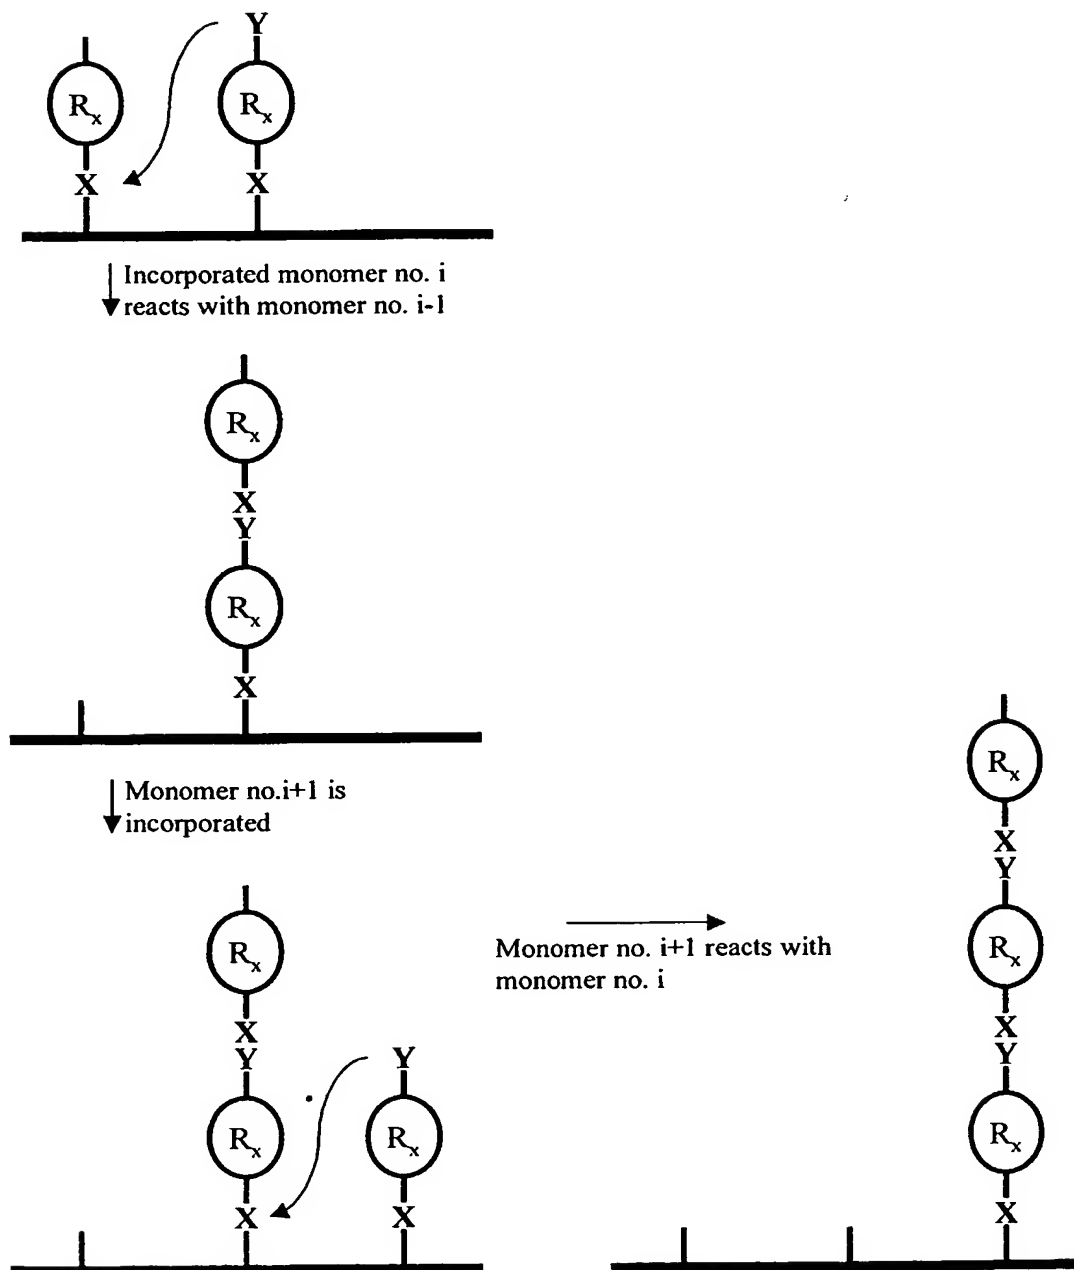 Y
Rx Rx
X X
Incorporated monomer no. i
reacts with monomer no. i-1
Rx
X
Y
Rx
X
Monomer no.i+1 is
incorporated
Rx
X
Y
Y
Rx Rx
X X
Monomer no. i+1 reacts with
monomer no. i
Rx
X
Y
Rx
X
Y
Rx
X